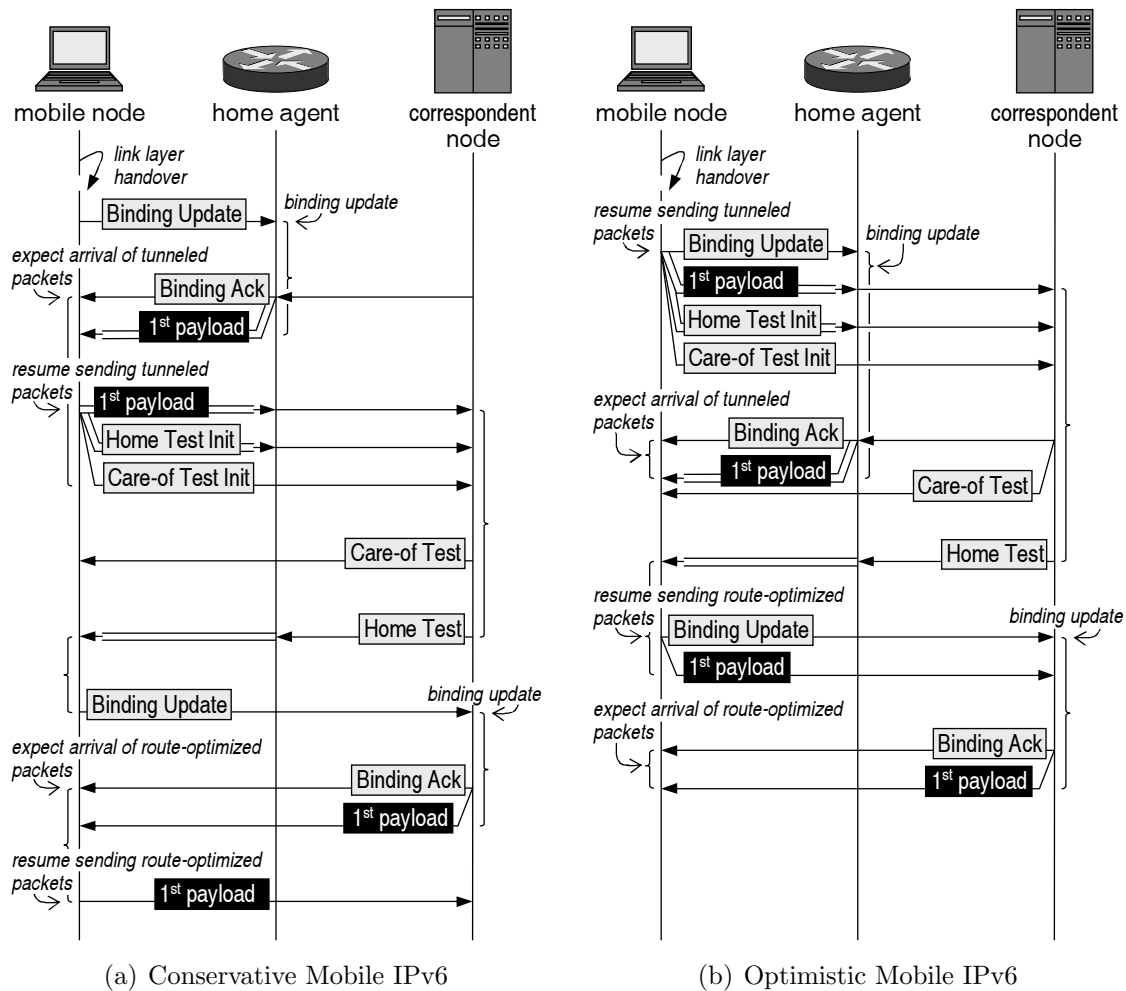 mobile node
home agent
correspondent
node
link layer
handover
Binding Update
binding update
expect arrival of tunneled
packets
Binding Ack
1st payload
resume sending tunneled
packets
1st payload
Home Test Init
Care-of Test Init
Care-of Test
Home Test
Binding Update
binding update
expect arrival of route-optimized
packets
Binding Ack
1st payload
resume sending route-optimized
packets
1st payload
(a) Conservative Mobile IPv6
mobile node
home agent
correspondent
node
link layer
handover
resume sending tunneled
packets
Binding Update
binding update
1st payload
Home Test Init
Care-of Test Init
expect arrival of tunneled
packets
Binding Ack
1st payload
Care-of Test
Home Test
resume sending route-optimized
packets
binding update
Binding Update
1st payload
expect arrival of route-optimized
packets
Binding Ack
1st payload
(b) Optimistic Mobile IPv6